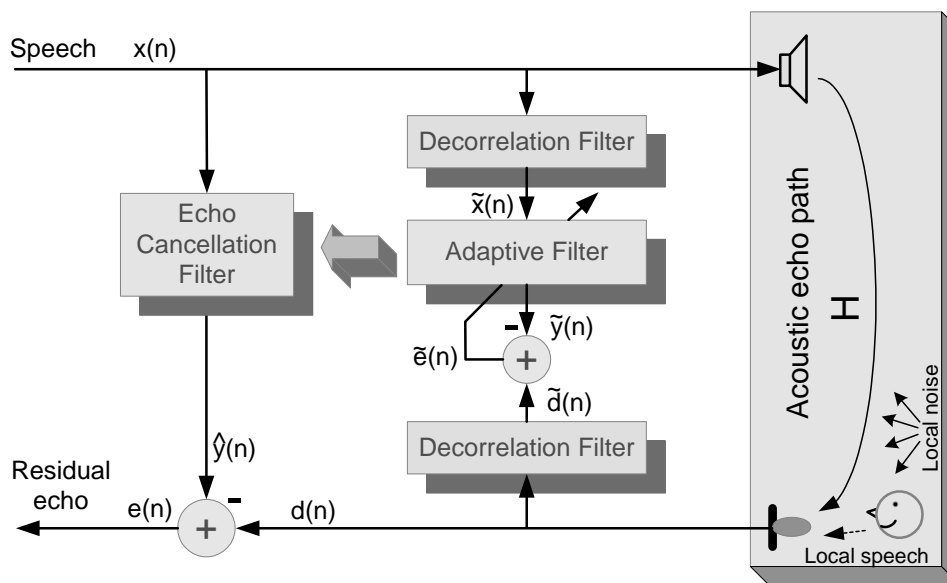 Speech x(n)
Decorrelation Filter
x̃(n)
Echo
Cancellation
Filter
Adaptive Filter
-
ỹ(n)
ẽ(n)
+
d̃(n)
Decorrelation Filter
ŷ(n)
Residual
echo
e(n)
-
+
d(n)
Acoustic echo path
H
Local noise
Local speech